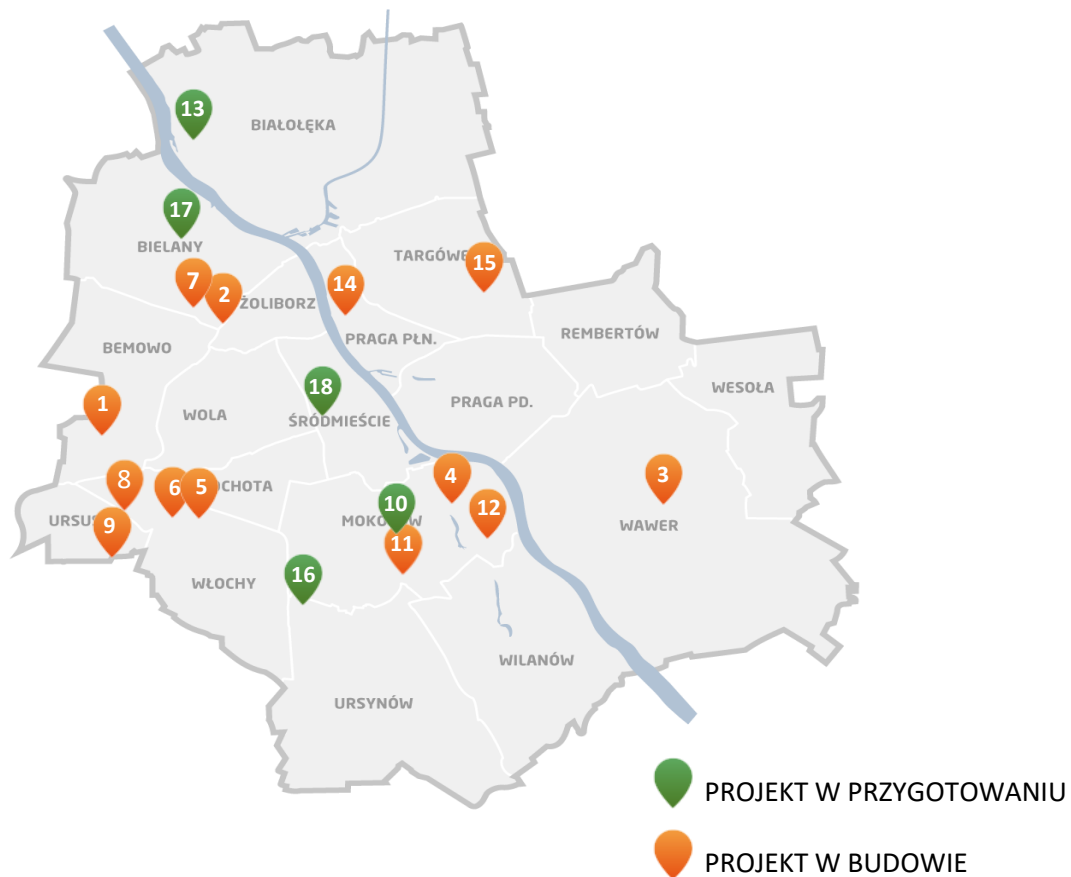 13
BIAŁOŁĘKA
17
BIELANY
TARGÓWE
15
7
2
14
ŻOLIBORZ
PRAGA PŁN.
REMBERTÓW
BEMOWO
WESOŁA
18
1
WOLA
PRAGA PD.
ŚRÓDMIEŚCIE
8
6
5
OCHOTA
4
3
10
12
URSUS
9
MOKOTÓW
11
WAWER
16
WŁOCHY
WILANÓW
URSYNÓW
PROJEKT W PRZYGOTOWANIU
PROJEKT W BUDOWIE